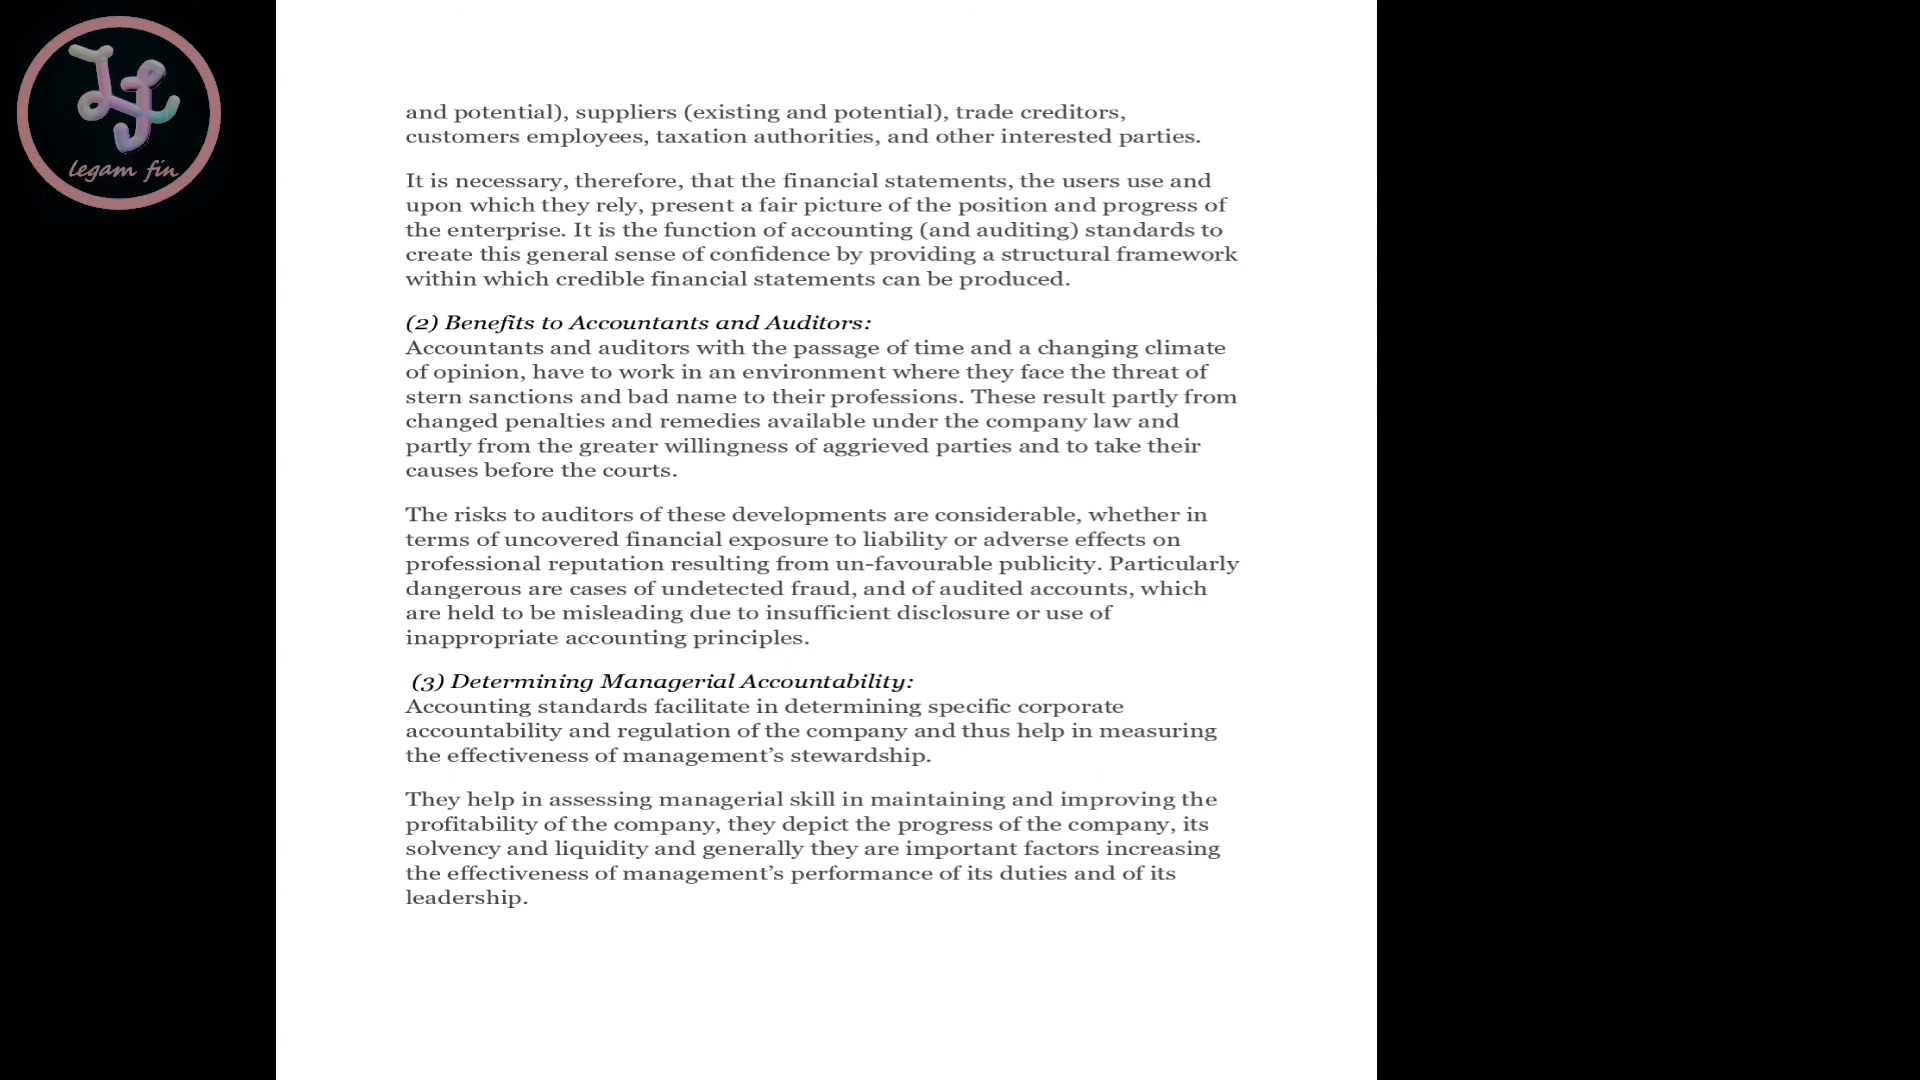 legam fin
and potential), suppliers (existing and potential), trade creditors,
customers employees, taxation authorities, and other interested parties.
It is necessary, therefore, that the financial statements, the users use and
upon which they rely, present a fair picture of the position and progress of
the enterprise. It is the function of accounting (and auditing) standards to
create this general sense of confidence by providing a structural framework
within which credible financial statements can be produced.
(2) Benefits to Accountants and Auditors:
Accountants and auditors with the passage of time and a changing climate
of opinion, have to work in an environment where they face the threat of
stern sanctions and bad name to their professions. These result partly from
changed penalties and remedies available under the company law and
partly from the greater willingness of aggrieved parties and to take their
causes before the courts.
The risks to auditors of these developments are considerable, whether in
terms of uncovered financial exposure to liability or adverse effects on
professional reputation resulting from un-favourable publicity. Particularly
dangerous are cases of undetected fraud, and of audited accounts, which
are held to be misleading due to insufficient disclosure or use of
inappropriate accounting principles.
(3) Determining Managerial Accountability:
Accounting standards facilitate in determining specific corporate
accountability and regulation of the company and thus help in measuring
the effectiveness of management’s stewardship.
They help in assessing managerial skill in maintaining and improving the
profitability of the company, they depict the progress of the company, its
solvency and liquidity and generally they are important factors increasing
the effectiveness of management’s performance of its duties and of its
leadership.